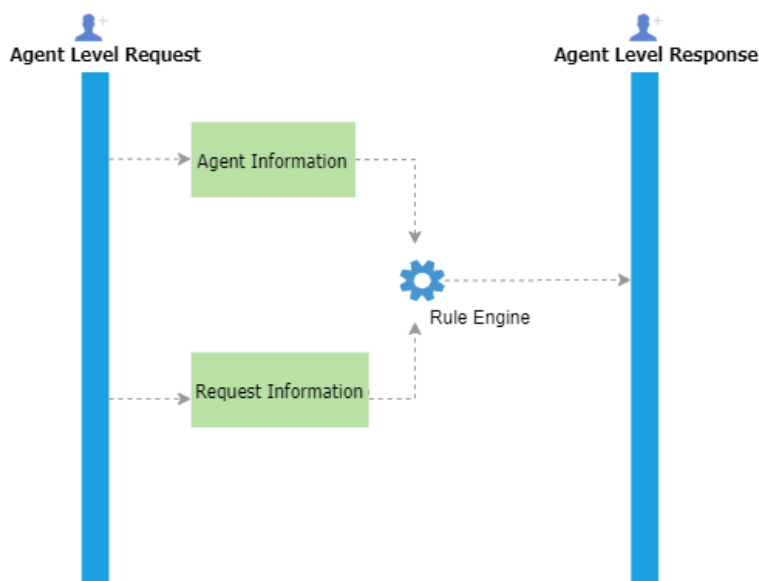 Agent Level Request
Agent Level Response
Agent Information
Rule Engine
Request Information